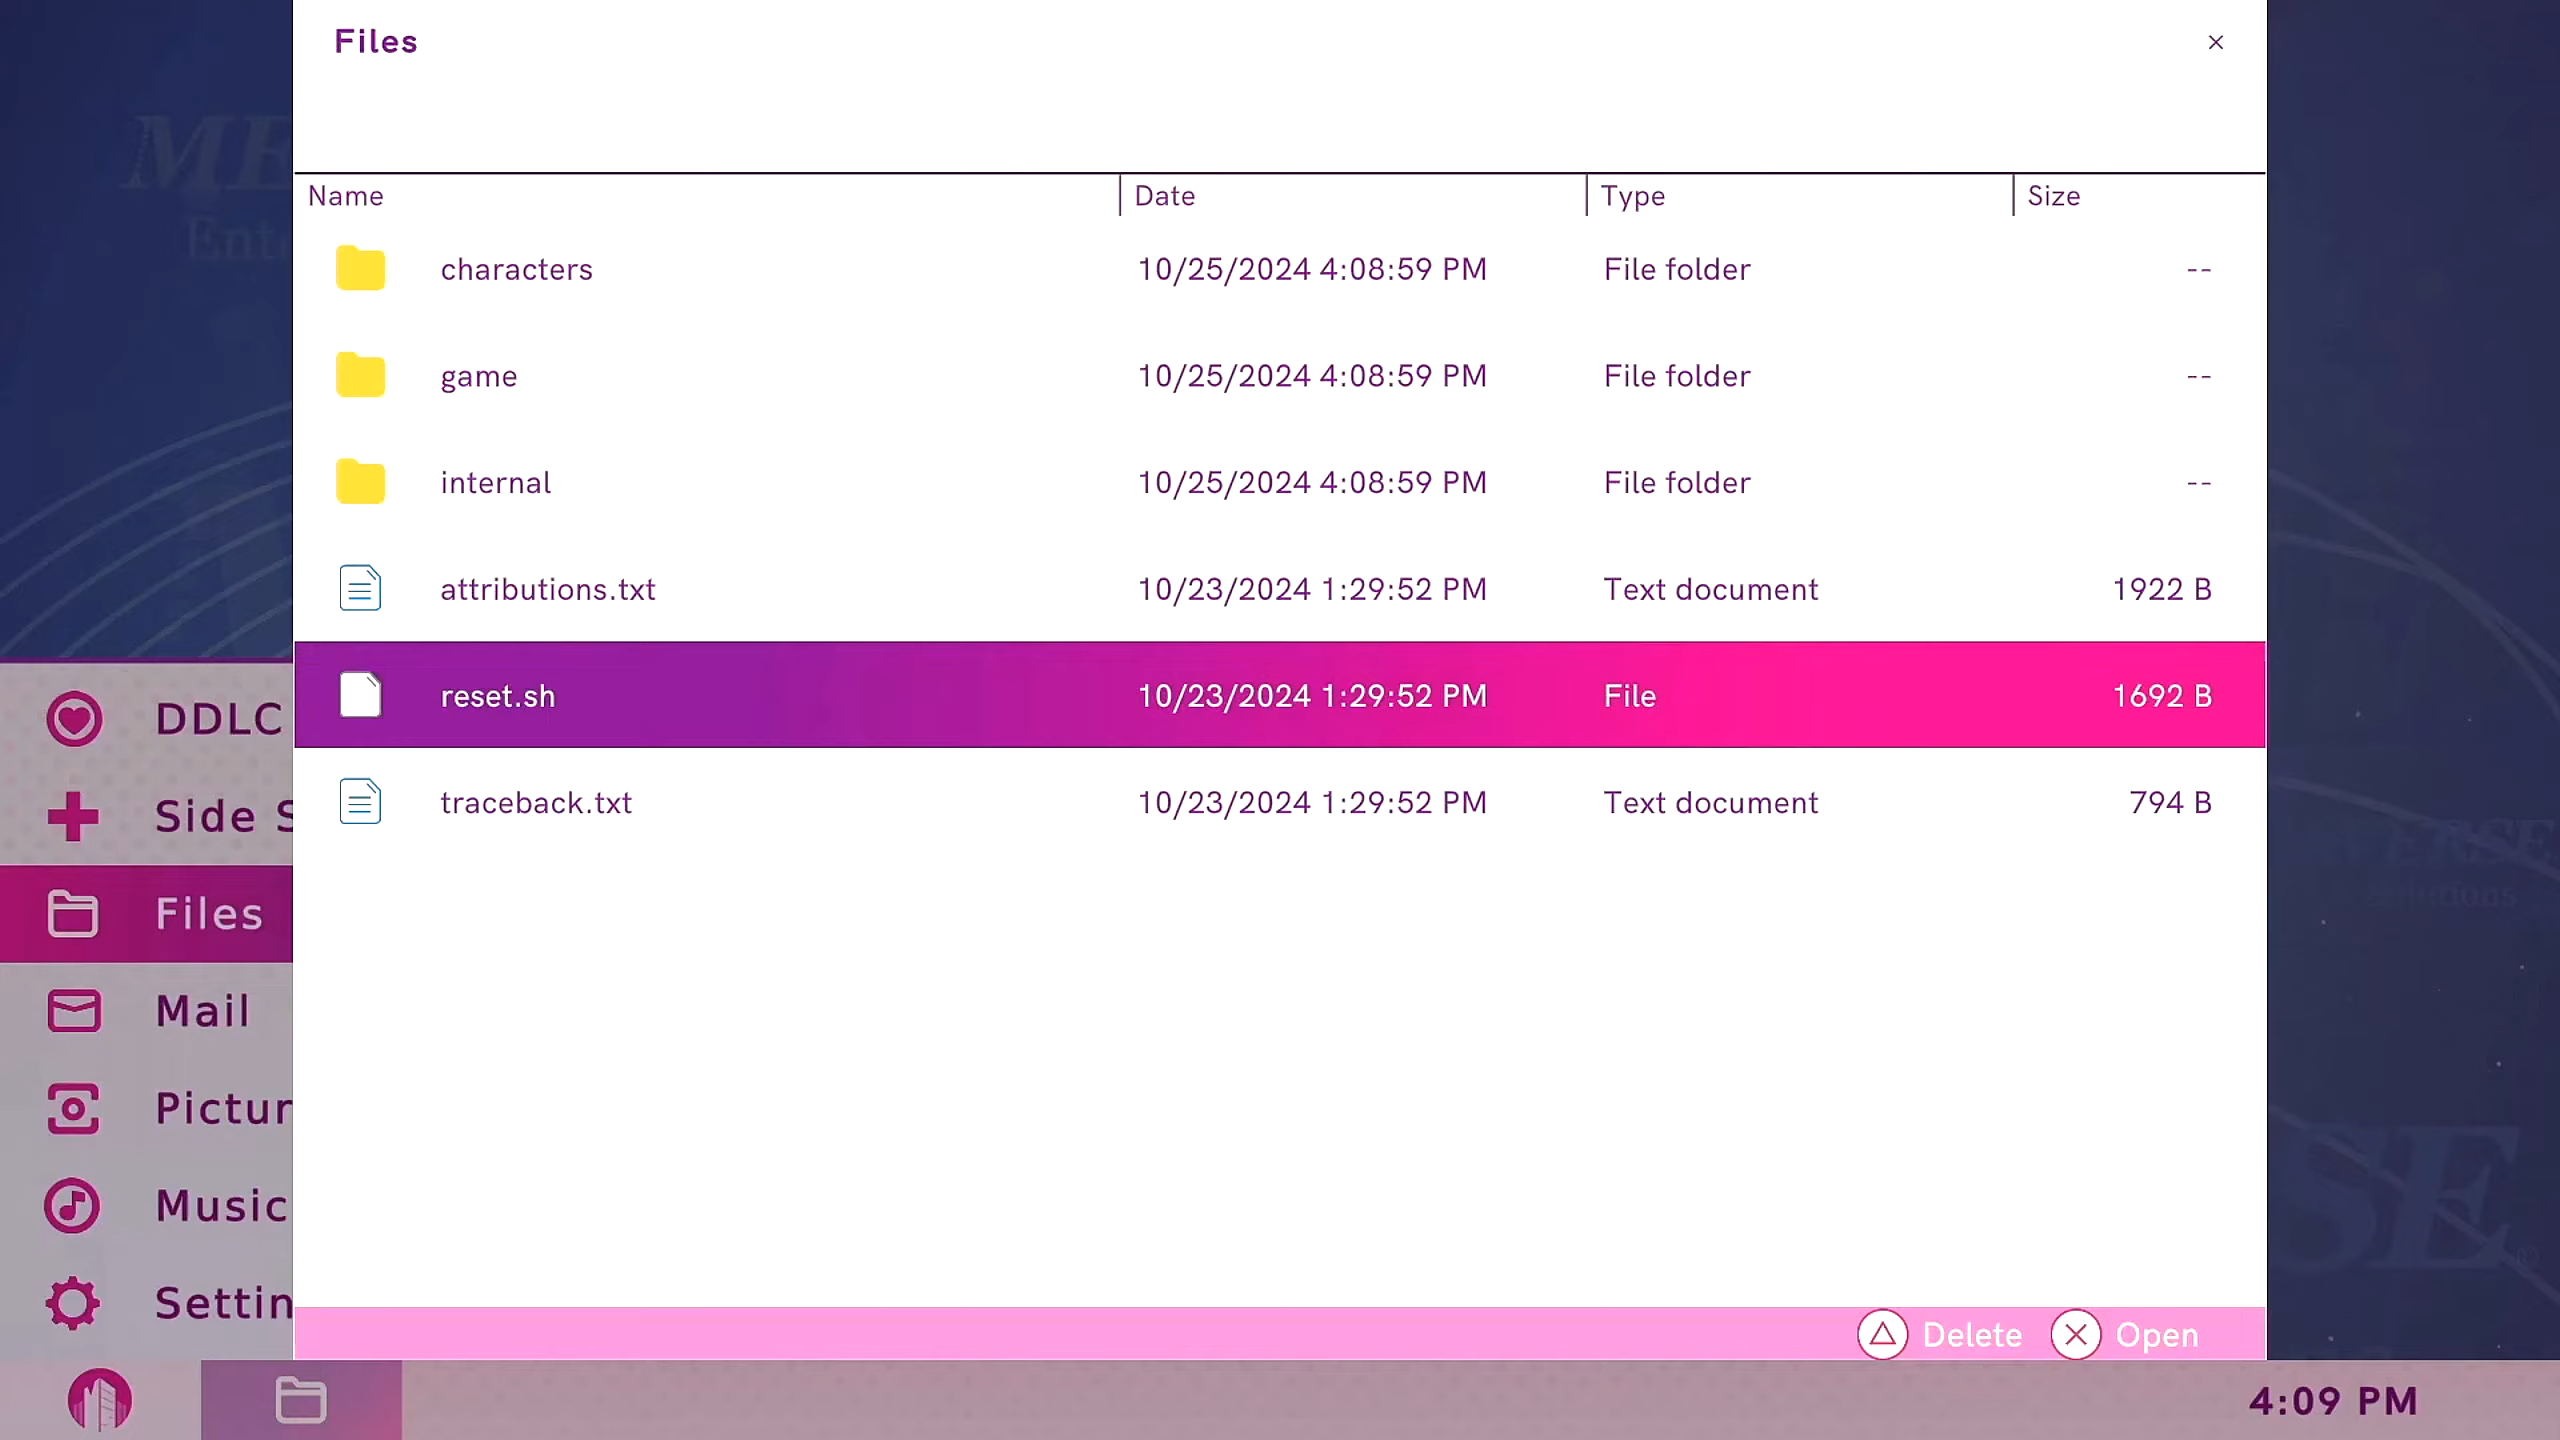 Files
Name Date Type Size
characters 10/25/2024 4:08:59 PM File folder --
game 10/25/2024 4:08:59 PM File folder --
internal 10/25/2024 4:08:59 PM File folder --
attributions.txt 10/23/2024 1:29:52 PM Text document 1922 B
reset.sh 10/23/2024 1:29:52 PM File 1692 B
traceback.txt 10/23/2024 1:29:52 PM Text document 794 B
Delete Open
ME
Ent
DDLC
Side S
Files
Mail
Pictur
Music
Settin
VERSE
SE
4:09 PM